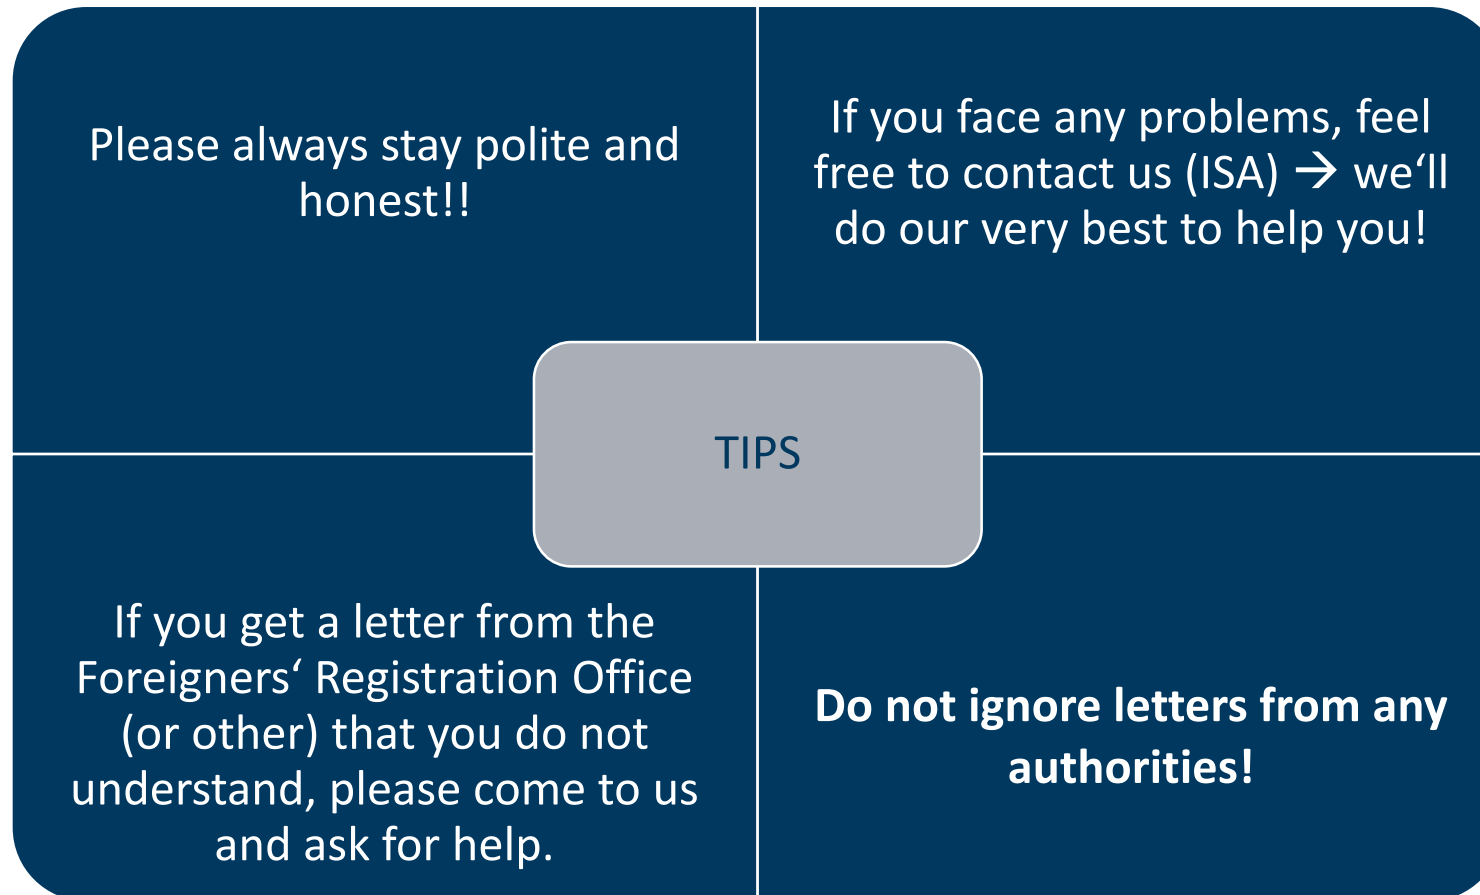 Please always stay polite and
honest!!
If you face any problems, feel
free to contact us (ISA) → we‘ll
do our very best to help you!
TIPS
If you get a letter from the
Foreigners‘ Registration Office
(or other) that you do not
understand, please come to us
and ask for help.
Do not ignore letters from any
authorities!